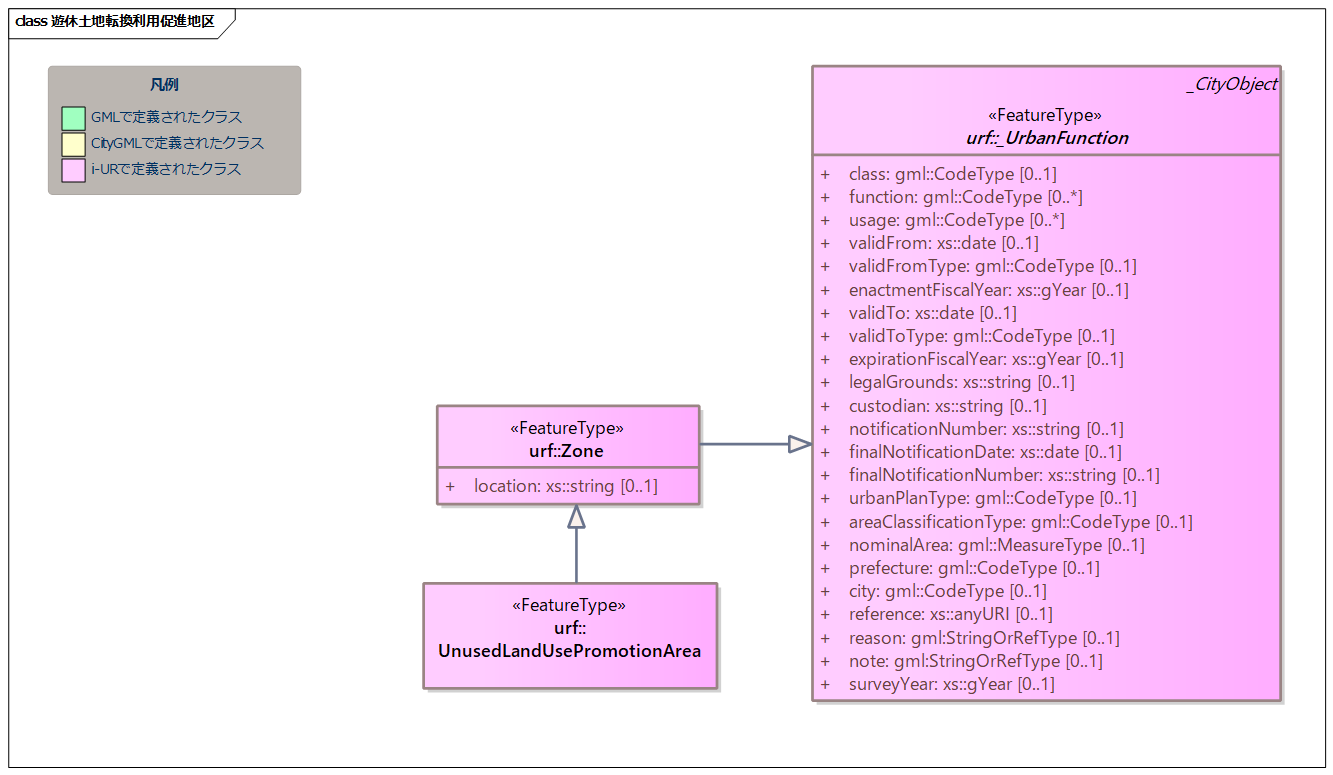 class 遊休土地転換利用促進地区
凡例
GMLで定義されたクラス
CityGMLで定義されたクラス
i-URで定義されたクラス
_CityObject
«FeatureType»
urf::_UrbanFunction
+ class: gml::CodeType [0..1]
+ function: gml::CodeType [0..*]
+ usage: gml::CodeType [0..*]
+ validFrom: xs::date [0..1]
+ validFromType: gml::CodeType [0..1]
+ enactmentFiscalYear: xs::gYear [0..1]
+ validTo: xs::date [0..1]
+ validToType: gml::CodeType [0..1]
+ expirationFiscalYear: xs::gYear [0..1]
+ legalGrounds: xs::string [0..1]
+ custodian: xs::string [0..1]
+ notificationNumber: xs::string [0..1]
+ finalNotificationDate: xs::date [0..1]
+ finalNotificationNumber: xs::string [0..1]
+ urbanPlanType: gml::CodeType [0..1]
+ areaClassificationType: gml::CodeType [0..1]
+ nominalArea: gml::MeasureType [0..1]
+ prefecture: gml::CodeType [0..1]
+ city: gml::CodeType [0..1]
+ reference: xs::anyURI [0..1]
+ reason: gml:StringOrRefType [0..1]
+ note: gml:StringOrRefType [0..1]
+ surveyYear: xs::gYear [0..1]
«FeatureType»
urf::Zone
+ location: xs::string [0..1]
«FeatureType»
urf::
UnusedLandUsePromotionArea